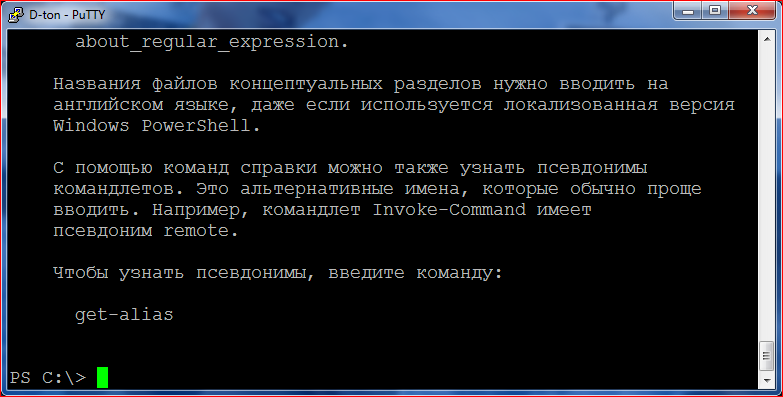 D-ton - PuTTY
about_regular_expression.
Названия файлов концептуальных разделов нужно вводить на
английском языке, даже если используется локализованная версия
Windows PowerShell.
С помощью команд справки можно также узнать псевдонимы
командлетов. Это альтернативные имена, которые обычно проще
вводить. Например, командлет Invoke-Command имеет
псевдоним remote.
Чтобы узнать псевдонимы, введите команду:
get-alias
PS C:\>